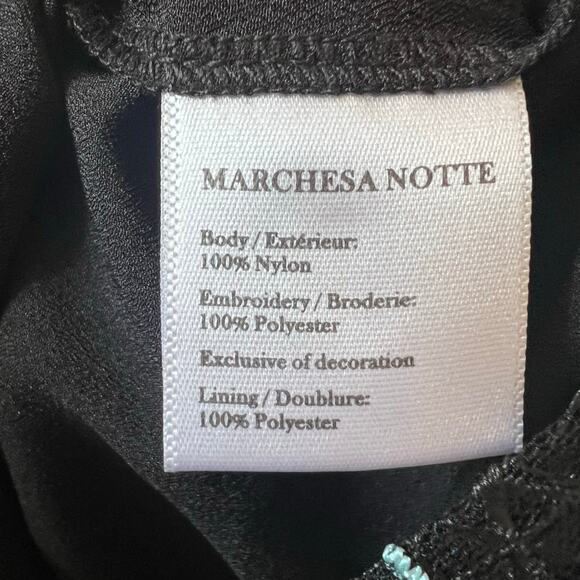 MARCHESA NOTTE
Body / Extérieur:
100% Nylon
Embroidery / Broderie:
100% Polyester
Exclusive of decoration
Lining / Doublure:
100% Polyester